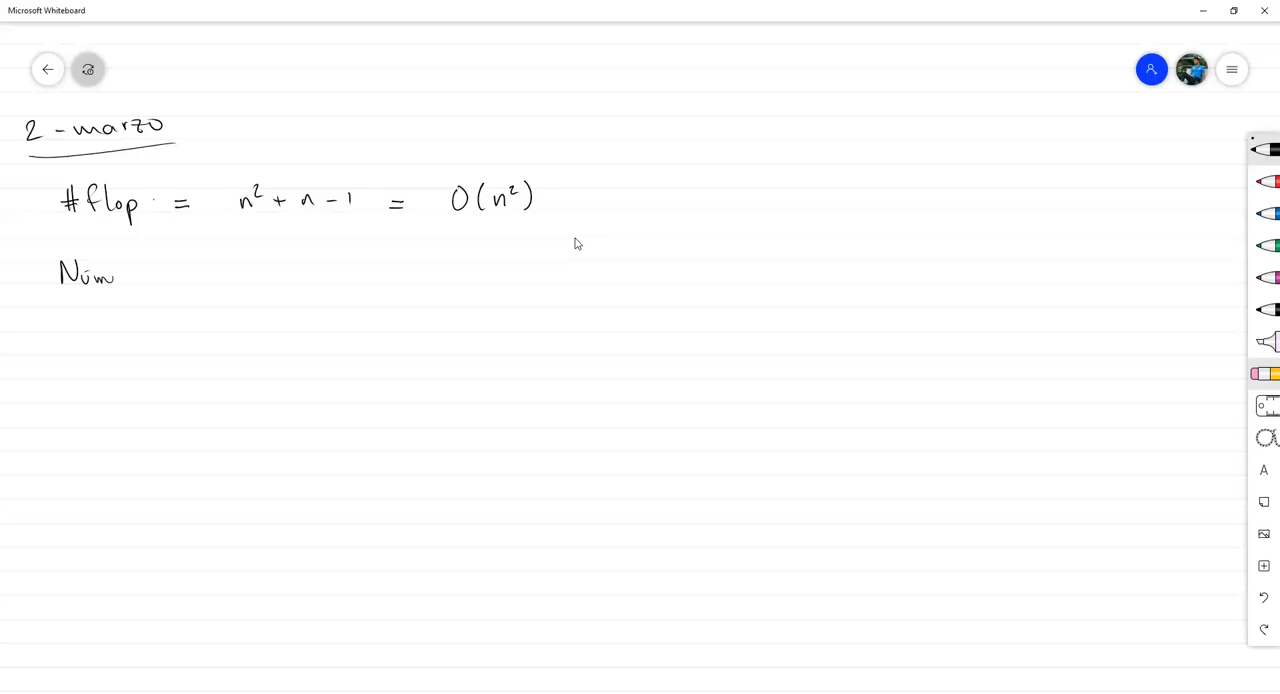 Microsoft Whiteboard
2 - marzo
#flop = n² + n - 1 = O(n²)
Núm
A